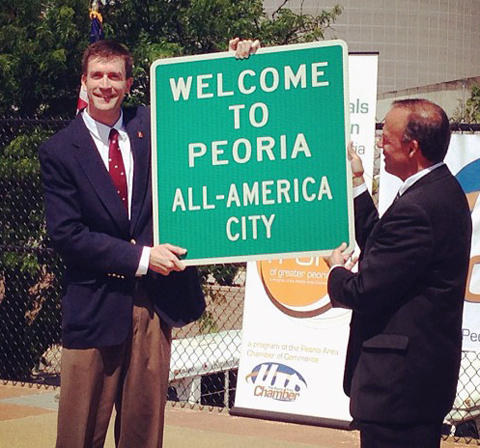 WELCOME
TO
PEORIA
ALL-AMERICA
CITY
of greater peoria
a program of the Peoria Area
Chamber of Commerce
Chamber